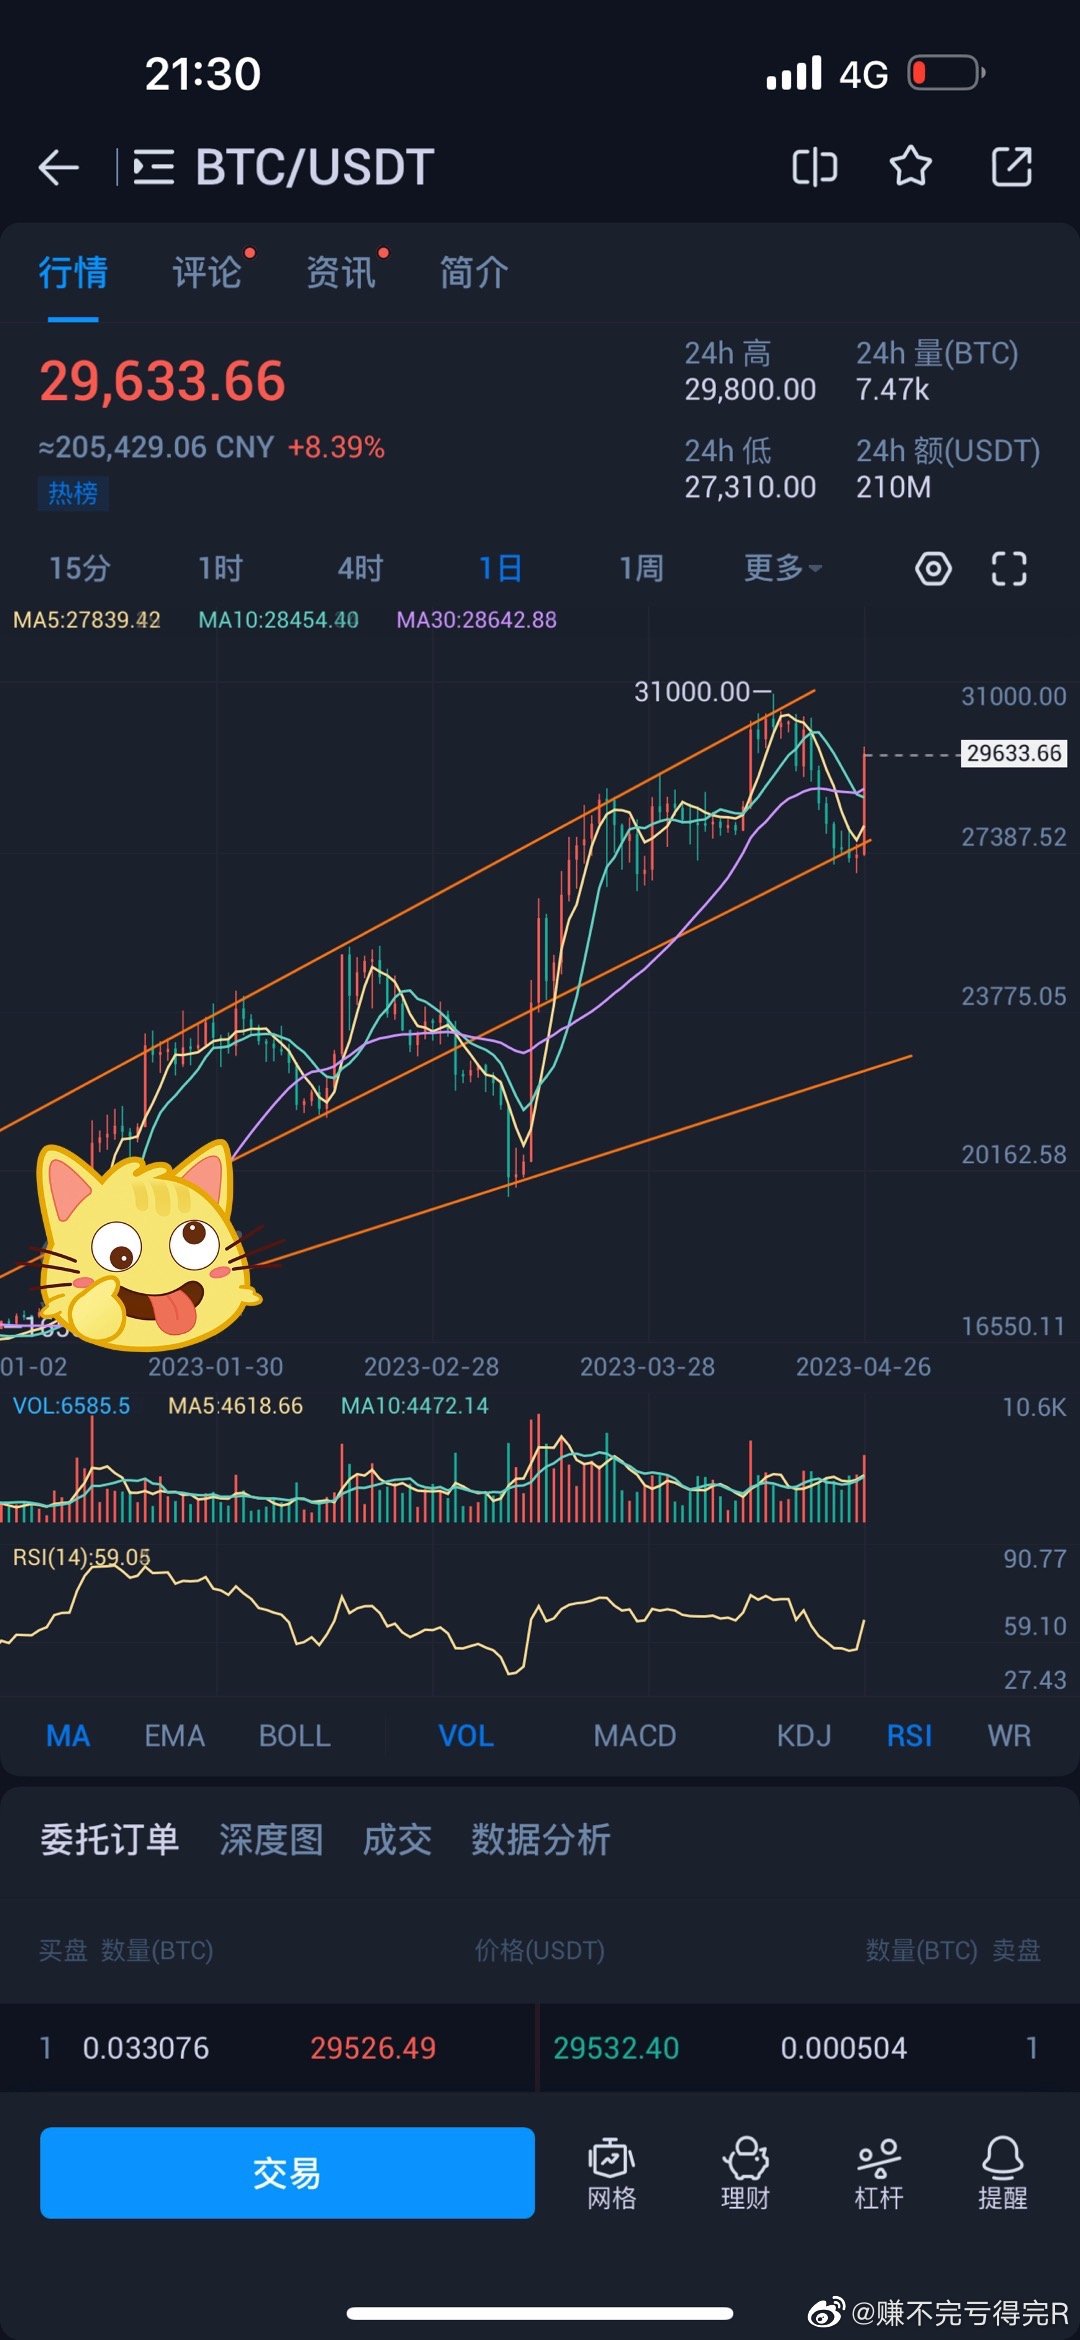 21:30 4G
BTC/USDT
行情 评论 资讯 简介
29,633.66
≈205,429.06 CNY +8.39%
热榜
24h 高 24h 量(BTC)
29,800.00 7.47k
24h 低 24h 额(USDT)
27,310.00 210M
15分 1时 4时 1日 1周 更多
MA5:27839.42 MA10:28454.40 MA30:28642.88
31000.00
31000.00
29633.66
27387.52
23775.05
20162.58
16550.11
01-02 2023-01-30 2023-02-28 2023-03-28 2023-04-26
VOL:6585.5 MA5:4618.66 MA10:4472.14
10.6K
RSI(14):59.05
90.77
59.10
27.43
MA EMA BOLL VOL MACD KDJ RSI WR
委托订单 深度图 成交 数据分析
买盘 数量(BTC) 价格(USDT) 数量(BTC) 卖盘
1 0.033076 29526.49 29532.40 0.000504 1
交易
网格 理财 杠杆 提醒
@赚不完亏得完R